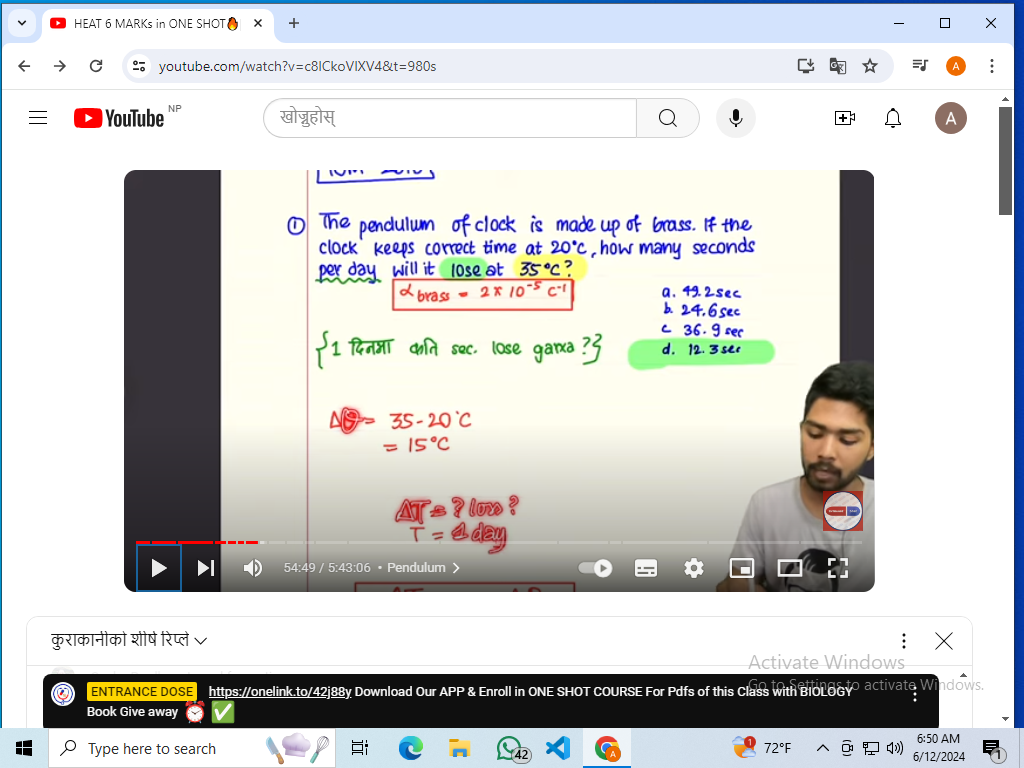 HEAT 6 MARKs in ONE SHOT🔥
youtube.com/watch?v=c8ICkoVIXV4&t=980s
A
YouTube NP
खोज्नुहोस्
A
① The pendulum of clock is made up of brass. If the
clock keeps correct time at 20°C, how many seconds
per day will it lose at 35°C?
α brass = 2 × 10⁻⁵ C⁻¹
a. 49.2 sec
b. 24.6 sec
c 36.9 sec
d. 12.3 sec
{1 दिनमा कति sec. lose garxa ?}
Δθ = 35-20°C
= 15°C
ΔT = ? loss ?
T = 1 day
54:49 / 5:43:06 • Pendulum
कुराकानीको शीर्ष रिप्ले
Activate Windows
Go to Settings to activate Windows.
ENTRANCE DOSE https://onelink.to/42j88y Download Our APP & Enroll in ONE SHOT COURSE For Pdfs of this Class with BIOLOGY
Book Give away ⏰ ✅
Type here to search
42
A
1
72°F
6:50 AM
6/12/2024
1